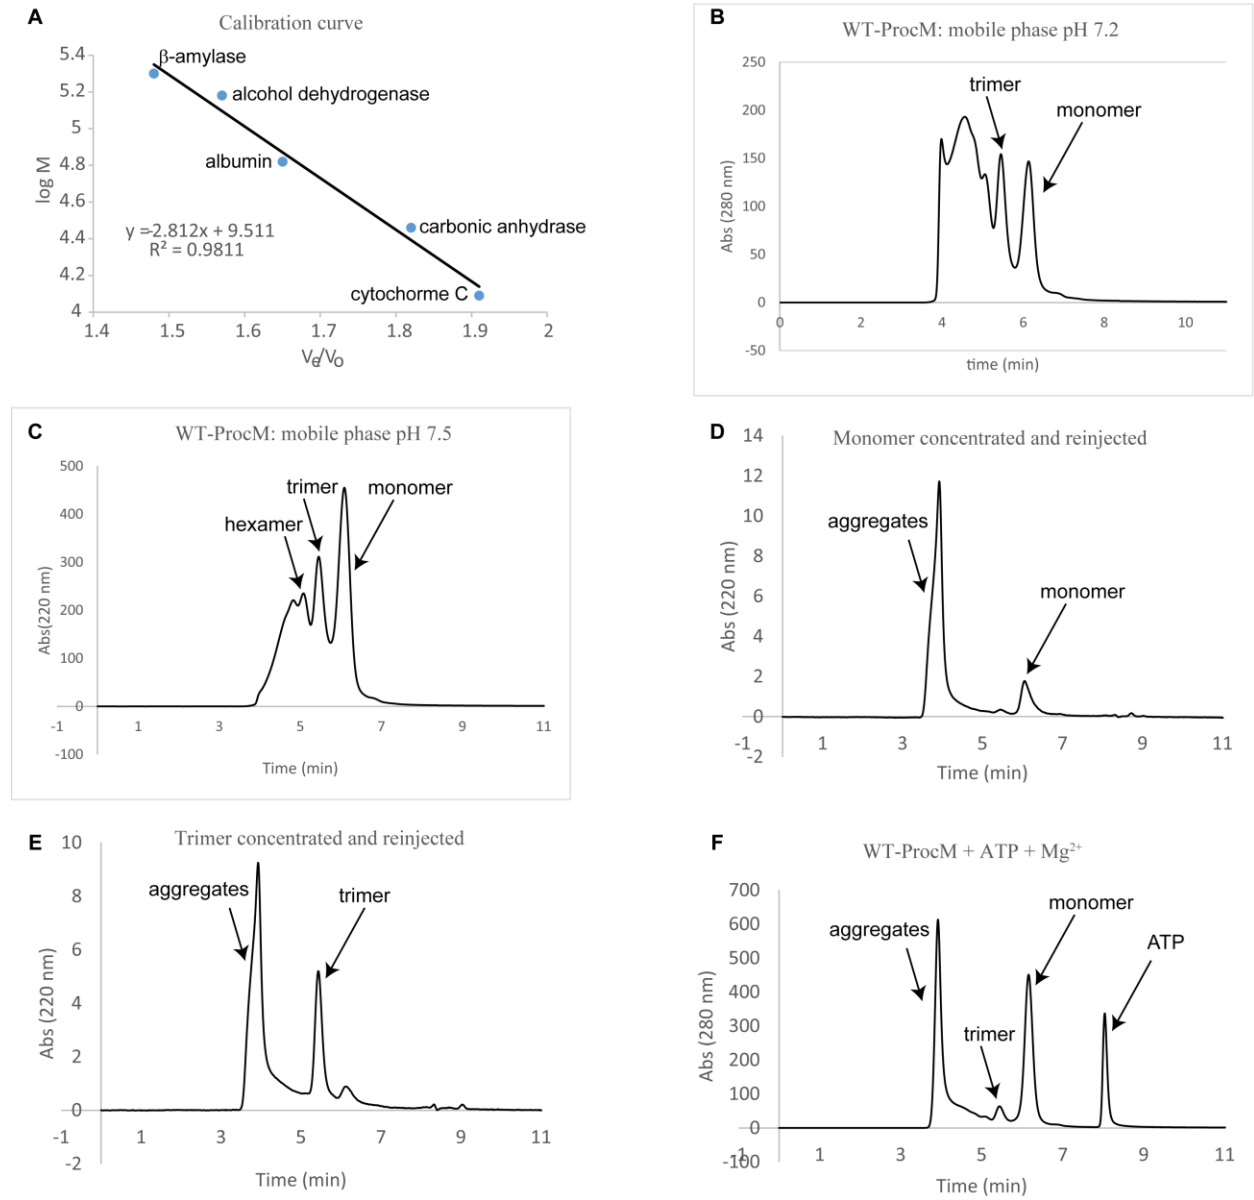 A
Calibration curve
5.4
5.2
5
4.8
4.6
4.4
4.2
4
log M
β-amylase
alcohol dehydrogenase
albumin
carbonic anhydrase
cytochorme C
y =-2.812x + 9.511
R² = 0.9811
1.4 1.5 1.6 1.7 1.8 1.9 2
Ve/Vo
B
WT-ProcM: mobile phase pH 7.2
250
200
150
100
50
0
-50
Abs (280 nm)
trimer
monomer
0 2 4 6 8 10
time (min)
C
WT-ProcM: mobile phase pH 7.5
500
400
300
200
100
0
-100
Abs(220 nm)
trimer
monomer
hexamer
-1 1 3 5 7 9 11
Time (min)
D
Monomer concentrated and reinjected
14
12
10
8
6
4
2
0
-2
Abs (220 nm)
aggregates
monomer
-1 1 3 5 7 9 11
Time (min)
E
Trimer concentrated and reinjected
10
8
6
4
2
0
-2
Abs (220 nm)
aggregates
trimer
-1 1 3 5 7 9 11
Time (min)
F
WT-ProcM + ATP + Mg²⁺
700
600
500
400
300
200
100
0
-100
Abs (280 nm)
aggregates
monomer
ATP
trimer
-1 1 3 5 7 9 11
Time (min)